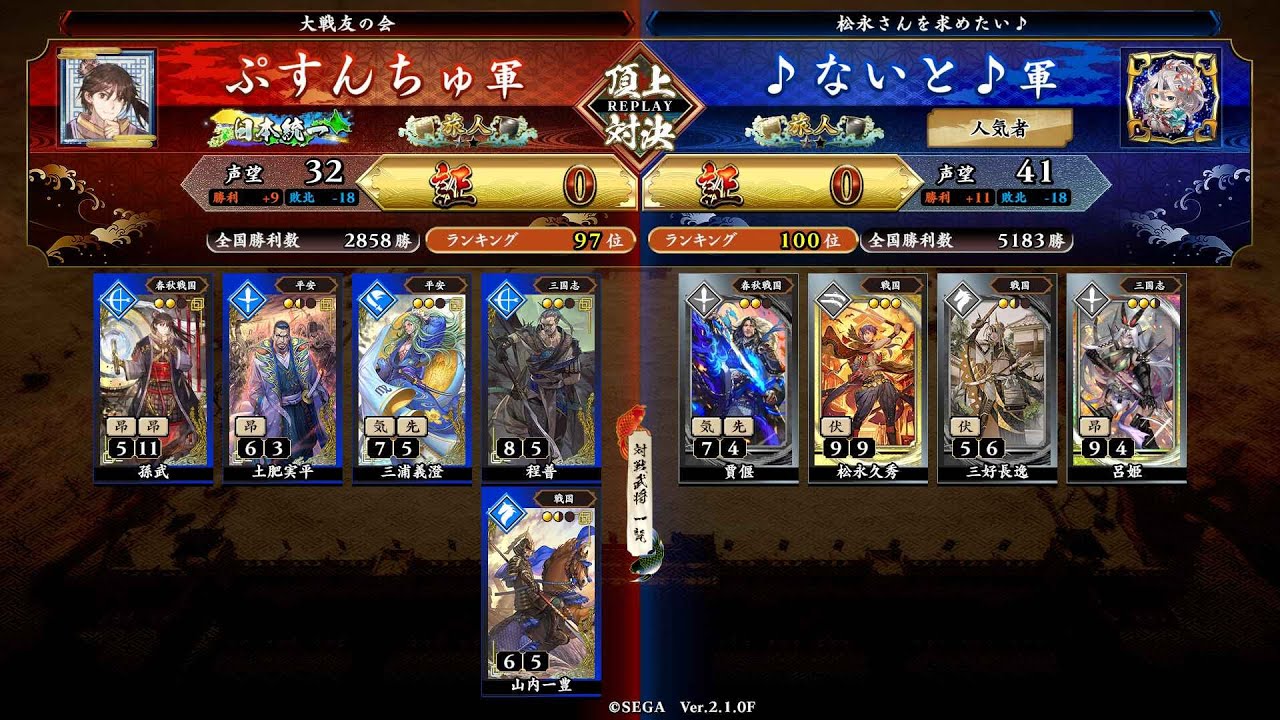 大戦友の会
松永さんを求めたい♪
ぷすんちゅ軍
頂上
REPLAY
対決
♪ないと♪軍
日本統一
旅人
旅人
人気者
声望 32
勝利 +9 敗北 -18
証 0
証 0
声望 41
勝利 +11 敗北 -18
全国勝利数 2858勝
ランキング 97位
ランキング 100位
全国勝利数 5183勝
春秋戦国
昴 昴
5 11
孫武
平安
昴
6 3
土肥実平
平安
気 先
7 5
三浦義澄
三国志
8 5
程普
戦国
6 5
山内一豊
対戦武将一覧
春秋戦国
気 先
7 4
賈偃
戦国
伏
9 9
松永久秀
戦国
伏
5 6
三好長逸
三国志
昴
9 4
呂姫
©SEGA Ver.2.1.0F